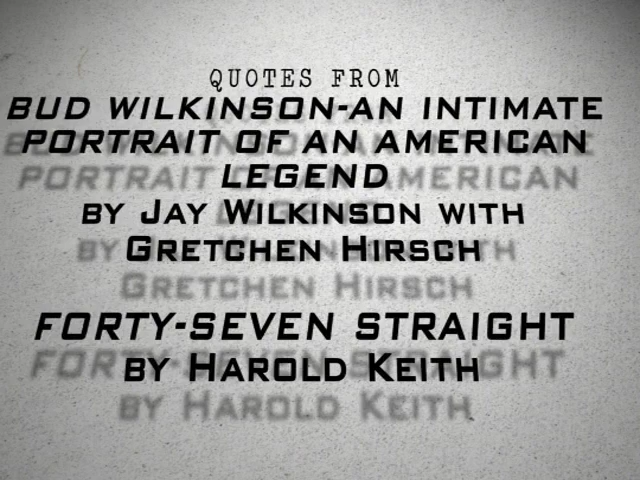 QUOTES FROM
BUD WILKINSON-AN INTIMATE
PORTRAIT OF AN AMERICAN
LEGEND
BY JAY WILKINSON WITH
GRETCHEN HIRSCH
FORTY-SEVEN STRAIGHT
BY HAROLD KEITH